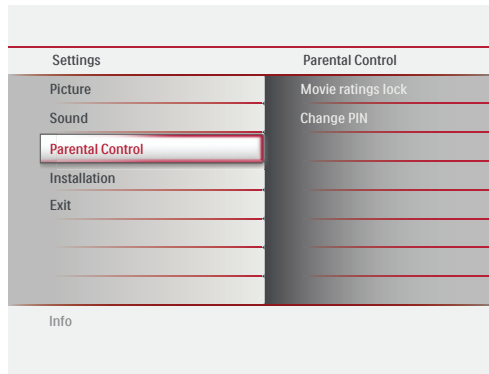 Settings
Parental Control
Picture
Movie ratings lock
Sound
Change PIN
Parental Control
Installation
Exit
Info